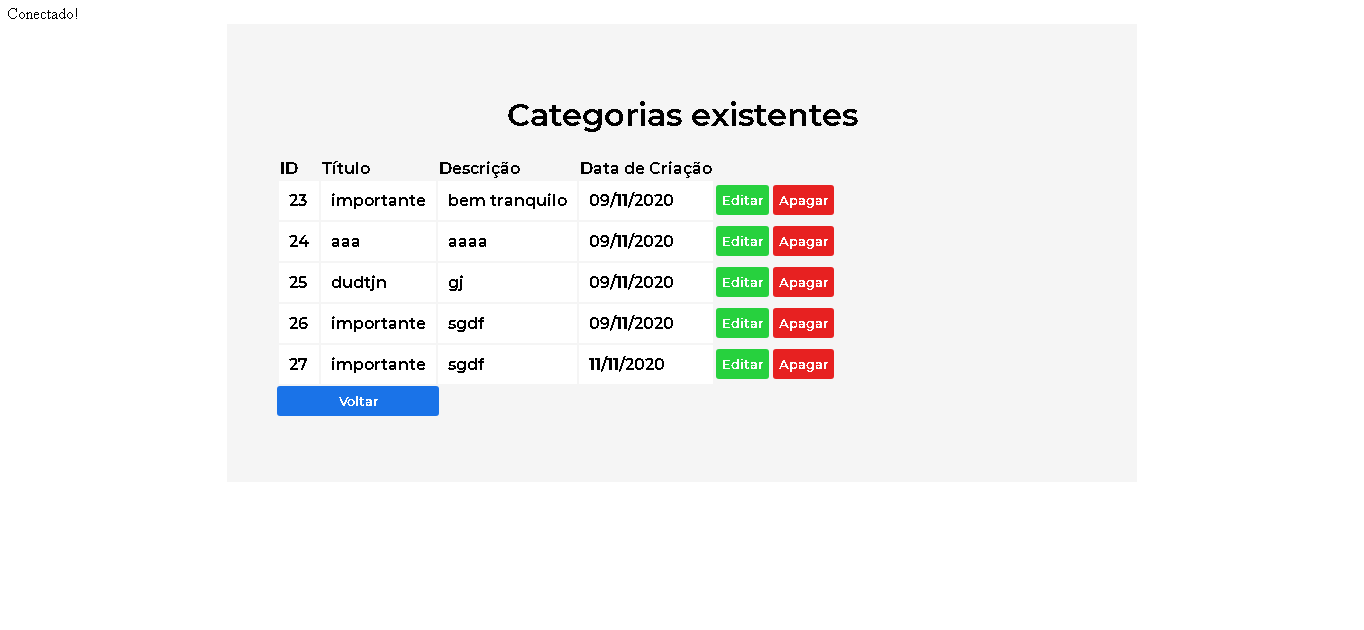 Conectado!
Categorias existentes
ID Título Descrição Data de Criação
23 importante bem tranquilo 09/11/2020 Editar Apagar
24 aaa aaaa 09/11/2020 Editar Apagar
25 dudtjn gj 09/11/2020 Editar Apagar
26 importante sgdf 09/11/2020 Editar Apagar
27 importante sgdf 11/11/2020 Editar Apagar
Voltar